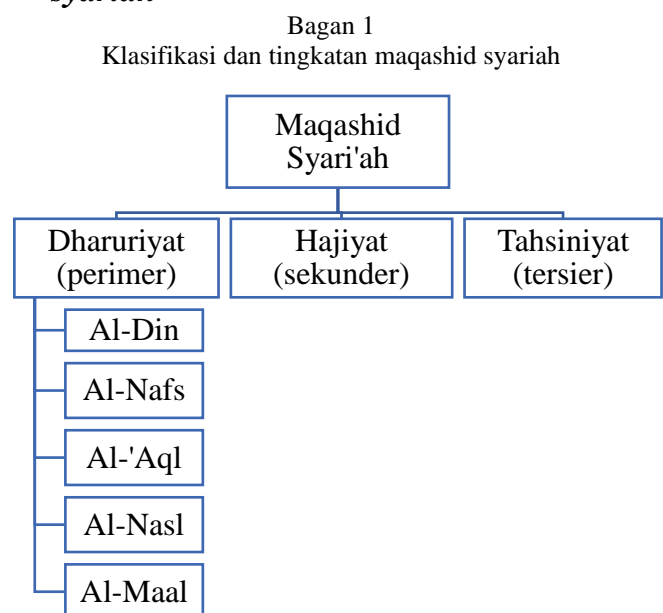 syariah
Bagan 1
Klasifikasi dan tingkatan maqashid syariah
Maqashid
Syari'ah
Dharuriyat
(perimer)
Hajiyat
(sekunder)
Tahsiniyat
(tersier)
Al-Din
Al-Nafs
Al-'Aql
Al-Nasl
Al-Maal